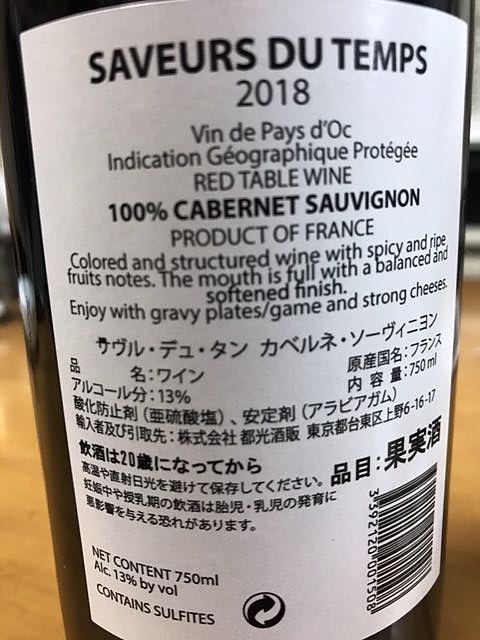 SAVEURS DU TEMPS
2018
Vin de Pays d'Oc
Indication Géographique Protégée
RED TABLE WINE
100% CABERNET SAUVIGNON
PRODUCT OF FRANCE
Colored and structured wine with spicy and ripe
fruits notes. The mouth is full with a balanced and
softened finish.
Enjoy with gravy plates/game and strong cheeses.
サヴル・デュ・タン カベルネ・ソーヴィニヨン
品 名:ワイン 原産国名:フランス
アルコール分:13% 内 容 量:750ml
酸化防止剤(亜硫酸塩)、安定剤(アラビアガム)
輸入者及び引取先:株式会社 都光酒販 東京都台東区上野6-16-17
飲酒は20歳になってから
高温や直射日光を避けて保存してください。
妊娠中や授乳期の飲酒は胎児・乳児の発育に
悪影響を与える恐れがあります。
品目:果実酒
NET CONTENT 750ml
Alc. 13% by vol
CONTAINS SULFITES
3392120001508